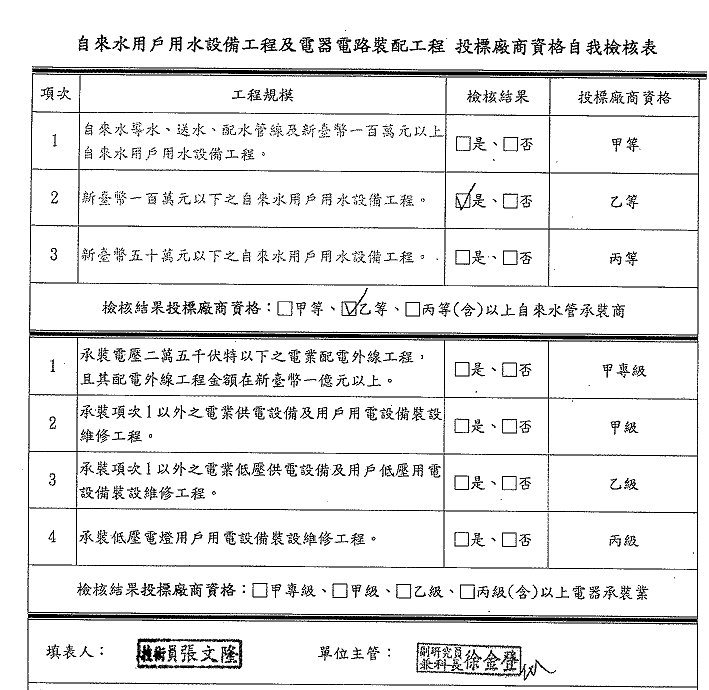 自來水用戶用水設備工程及電器電路裝配工程 投標廠商資格自我檢核表
項次 工程規模 檢核結果 投標廠商資格
1 自來水導水、送水、配水管線及新臺幣一百萬元以上自來水用戶用水設備工程。 □是、□否 甲等
2 新臺幣一百萬元以下之自來水用戶用水設備工程。 ☑是、□否 乙等
3 新臺幣五十萬元以下之自來水用戶用水設備工程。 □是、□否 丙等
檢核結果投標廠商資格：□甲等、☑乙等、□丙等(含)以上自來水管承裝商
1 承裝電壓二萬五千伏特以下之電業配電外線工程，且其配電外線工程金額在新臺幣一億元以上。 □是、□否 甲專級
2 承裝項次1以外之電業供電設備及用戶用電設備裝設維修工程。 □是、□否 甲級
3 承裝項次1以外之電業低壓供電設備及用戶低壓用電設備裝設維修工程。 □是、□否 乙級
4 承裝低壓電燈用戶用電設備裝設維修工程。 □是、□否 丙級
檢核結果投標廠商資格：□甲專級、□甲級、□乙級、□丙級(含)以上電器承裝業
填表人： 技術員張文隆 單位主管： 副研究員兼科長徐金登